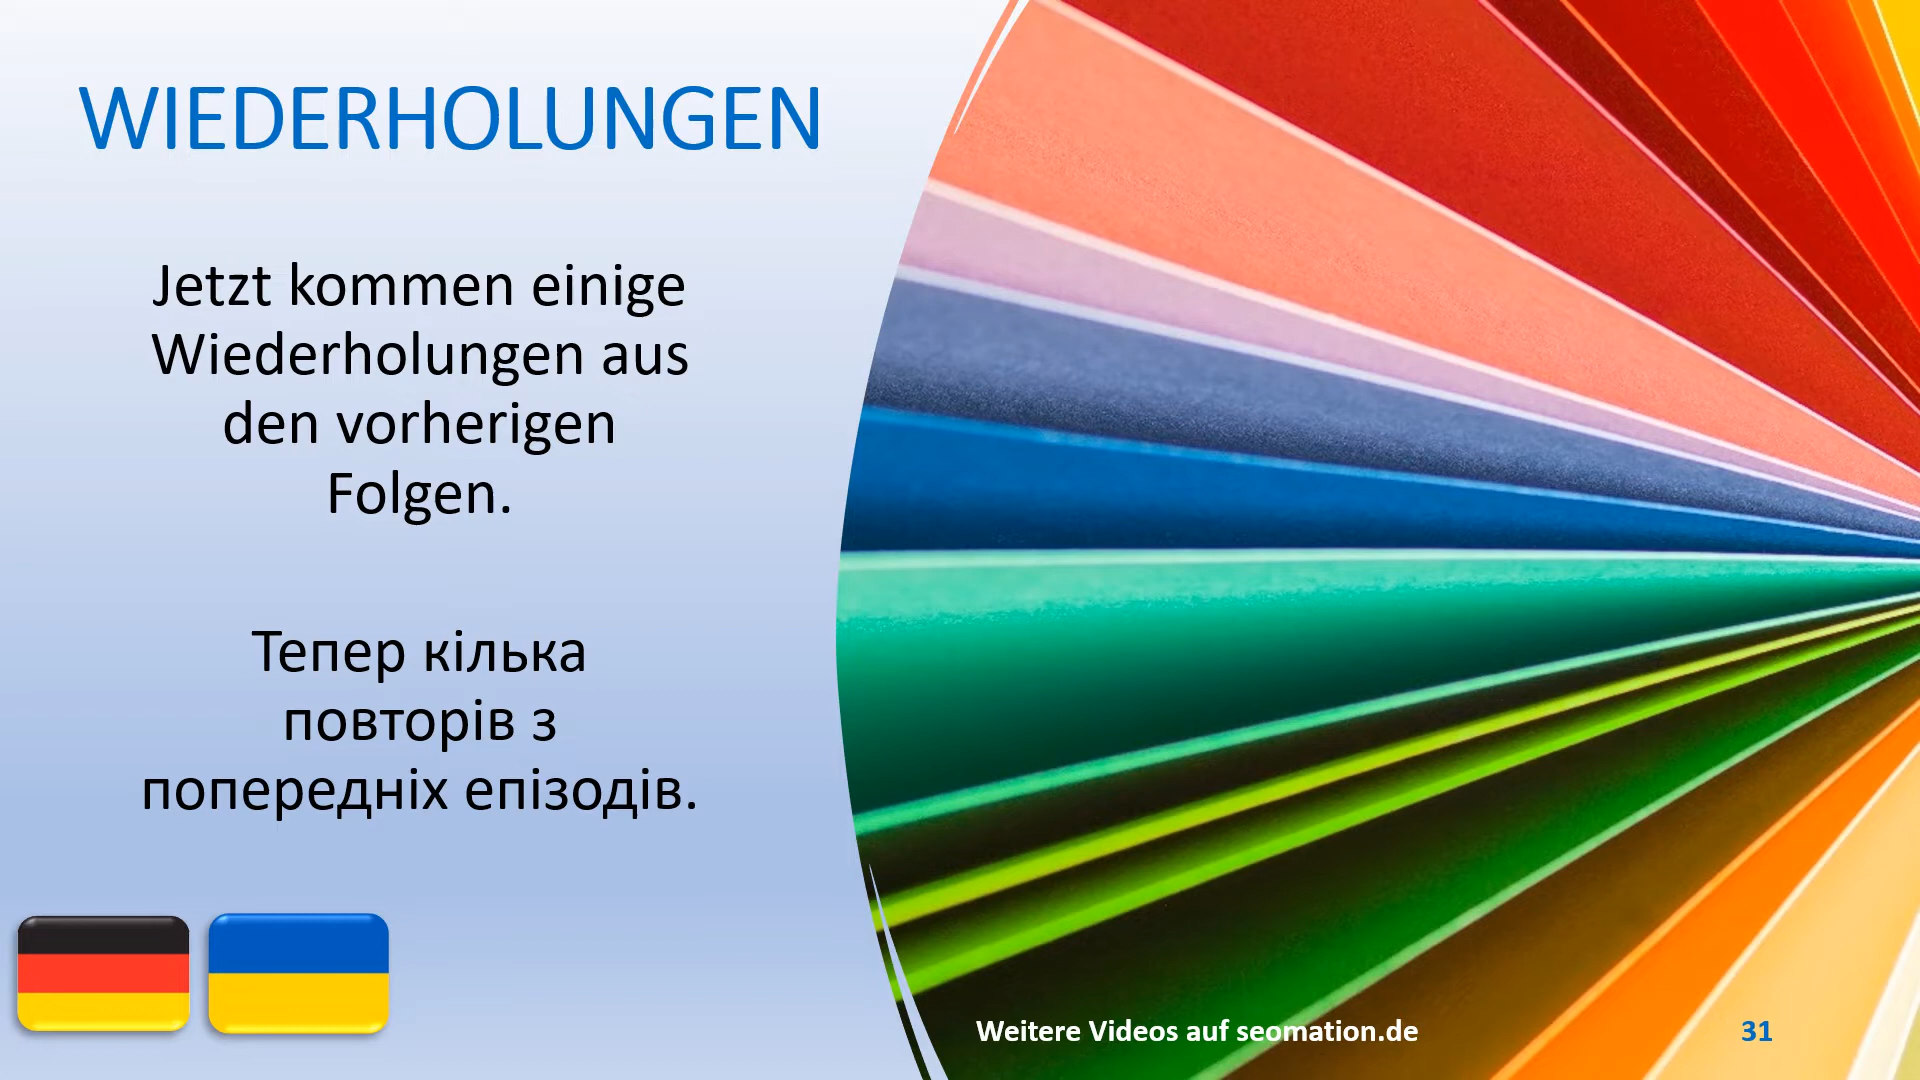 WIEDERHOLUNGEN
Jetzt kommen einige
Wiederholungen aus
den vorherigen
Folgen.
Тепер кілька
повторів з
попередніх епізодів.
Weitere Videos auf seomation.de
31